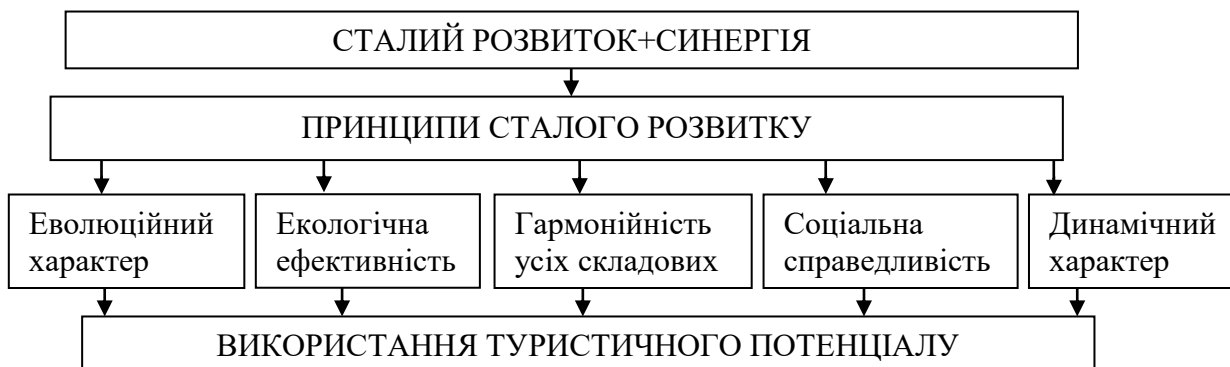 СТАЛИЙ РОЗВИТОК+СИНЕРГІЯ
ПРИНЦИПИ СТАЛОГО РОЗВИТКУ
Еволюційний
характер
Екологічна
ефективність
Гармонійність
усіх складових
Соціальна
справедливість
Динамічний
характер
ВИКОРИСТАННЯ ТУРИСТИЧНОГО ПОТЕНЦІАЛУ